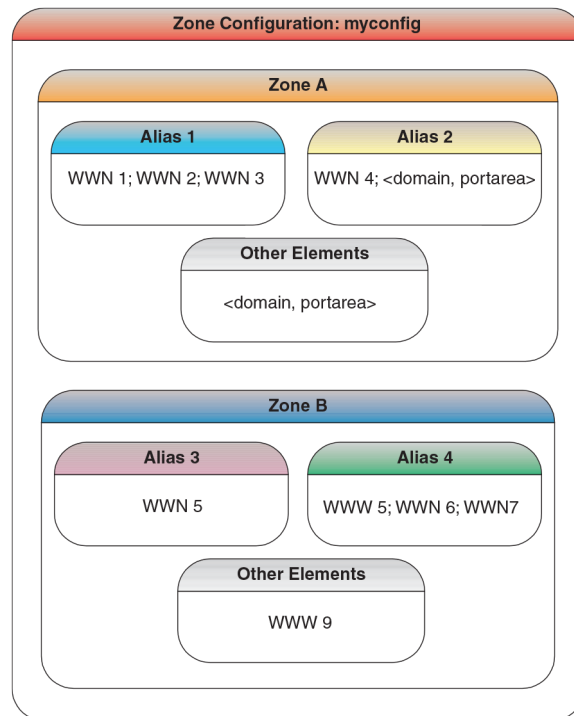 Zone Configuration: myconfig
Zone A
Alias 1
WWN 1; WWN 2; WWN 3
Alias 2
WWN 4; <domain, portarea>
Other Elements
<domain, portarea>
Zone B
Alias 3
WWN 5
Alias 4
WWW 5; WWN 6; WWN7
Other Elements
WWW 9